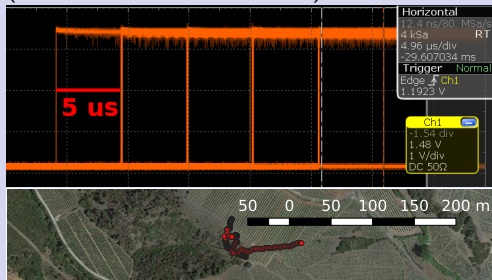 Horizontal
12.4 ns/80. MSa/s
4 kSa RT
4.96 µs/div
-29.607034 ms
Trigger Normal
Edge Ch1
1.1923 V
5 us
Ch1
-1.54 div
1.48 V
1 V/div
DC 50Ω
50 0 50 100 150 200 m